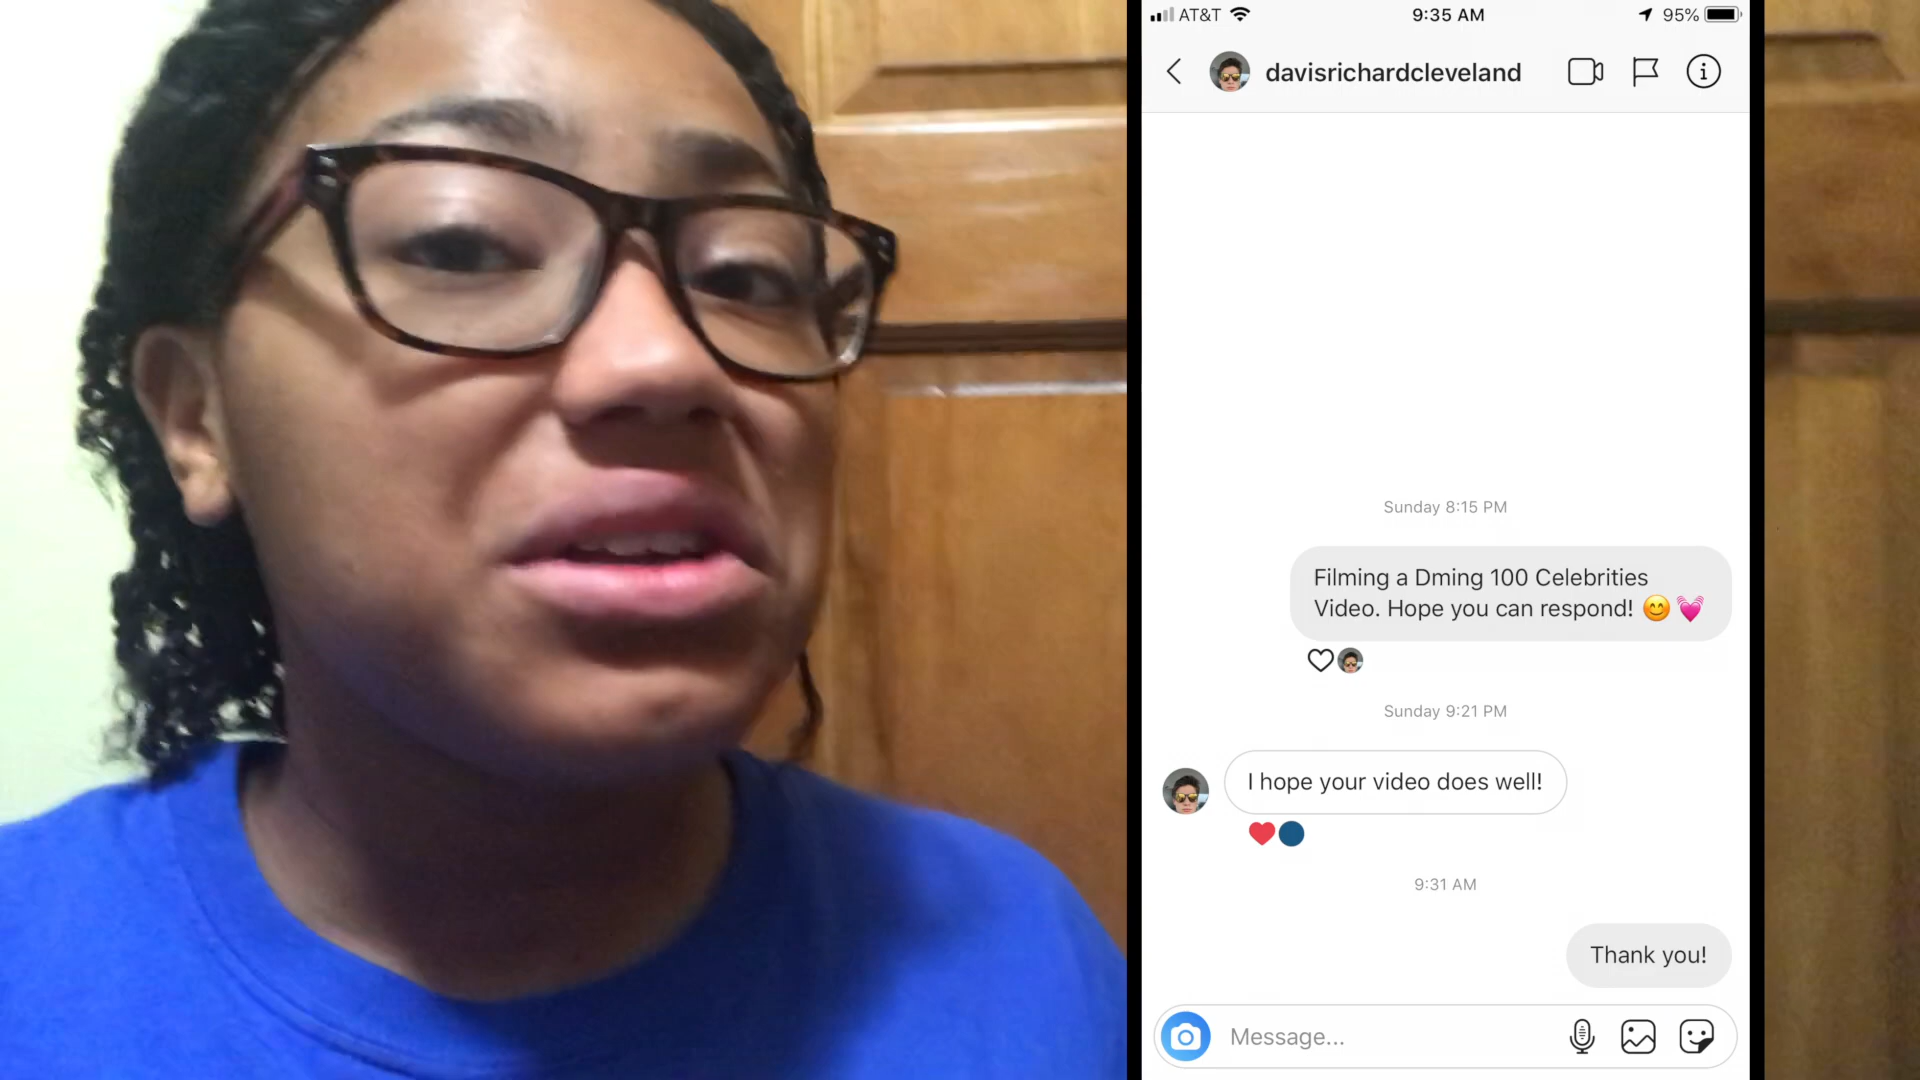 AT&T 9:35 AM 95%
davisrichardcleveland
Sunday 8:15 PM
Filming a Dming 100 Celebrities
Video. Hope you can respond! 😊 💓
Sunday 9:21 PM
I hope your video does well!
9:31 AM
Thank you!
Message...